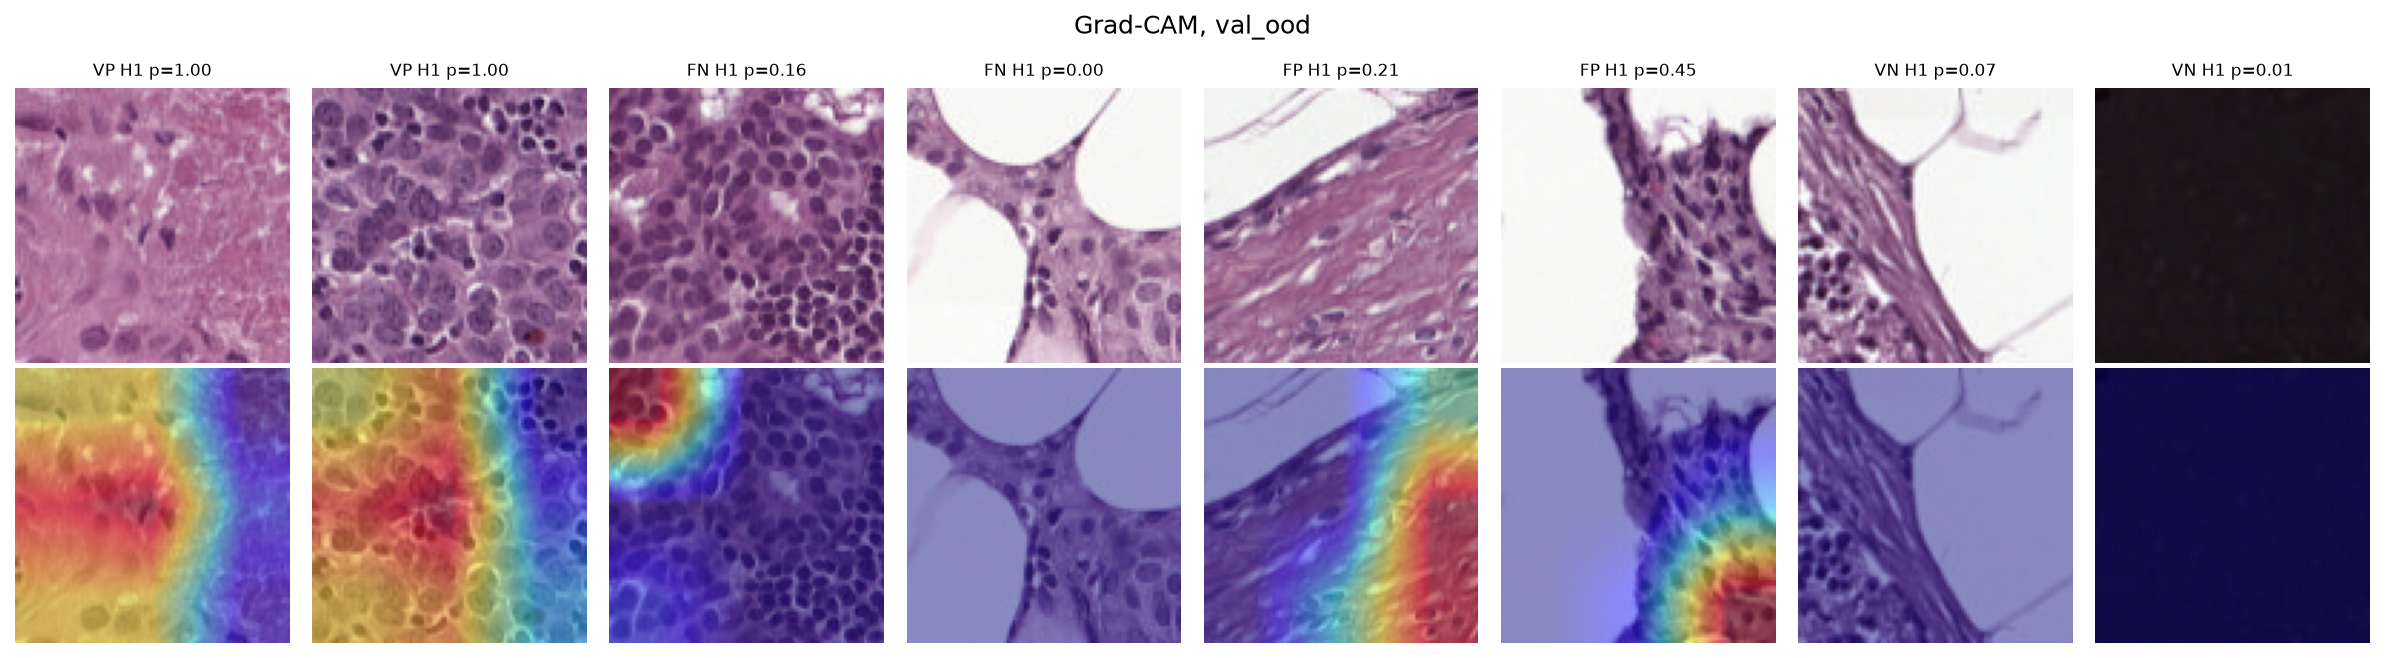 Grad-CAM, val_ood
VP H1 p=1.00
VP H1 p=1.00
FN H1 p=0.16
FN H1 p=0.00
FP H1 p=0.21
FP H1 p=0.45
VN H1 p=0.07
VN H1 p=0.01